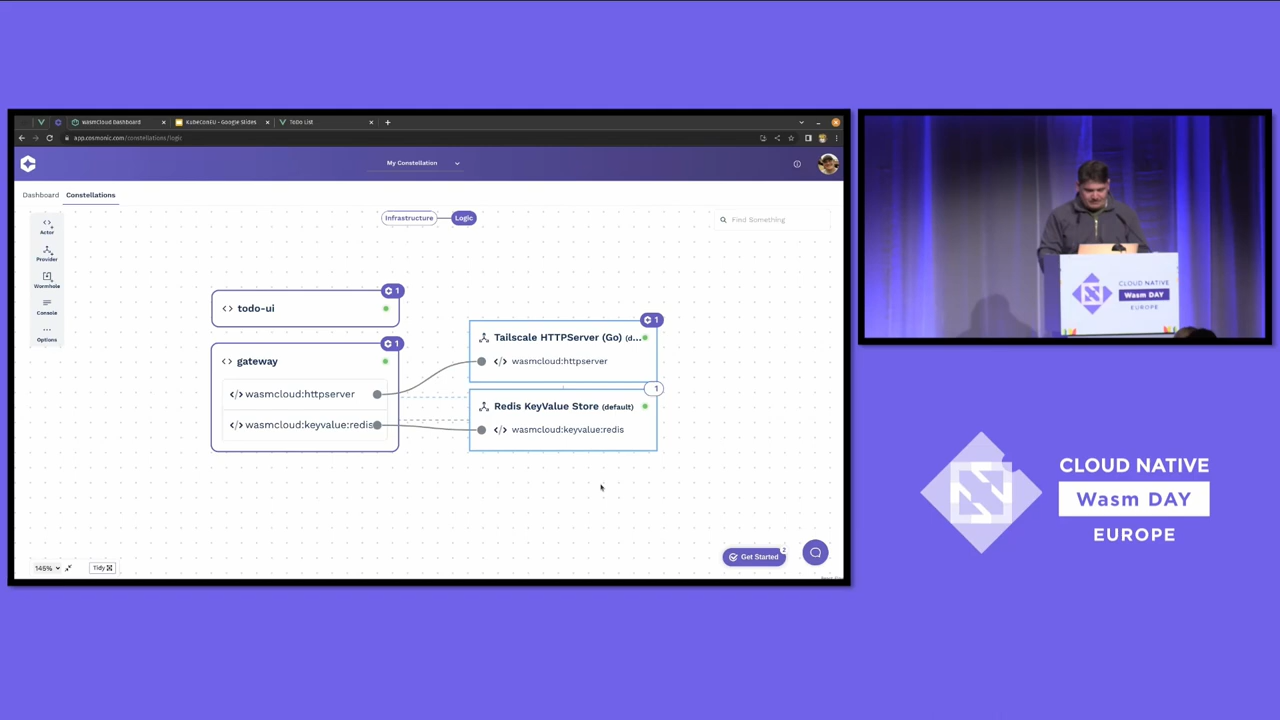 wasmCloud Dashboard
KubeConEU - Google Slides
ToDo List
app.cosmonic.com/constellations/logic
My Constellation
Dashboard
Constellations
Infrastructure
Logic
Find Something
Actor
Provider
Wormhole
Console
Options
1
todo-ui
1
gateway
wasmcloud:httpserver
wasmcloud:keyvalue:redis
1
Tailscale HTTPServer (Go) (d...
wasmcloud:httpserver
1
Redis KeyValue Store (default)
wasmcloud:keyvalue:redis
145%
Tidy
Get Started
2
CLOUD NATIVE
Wasm DAY
EUROPE
CLOUD NATIVE
Wasm DAY
EUROPE